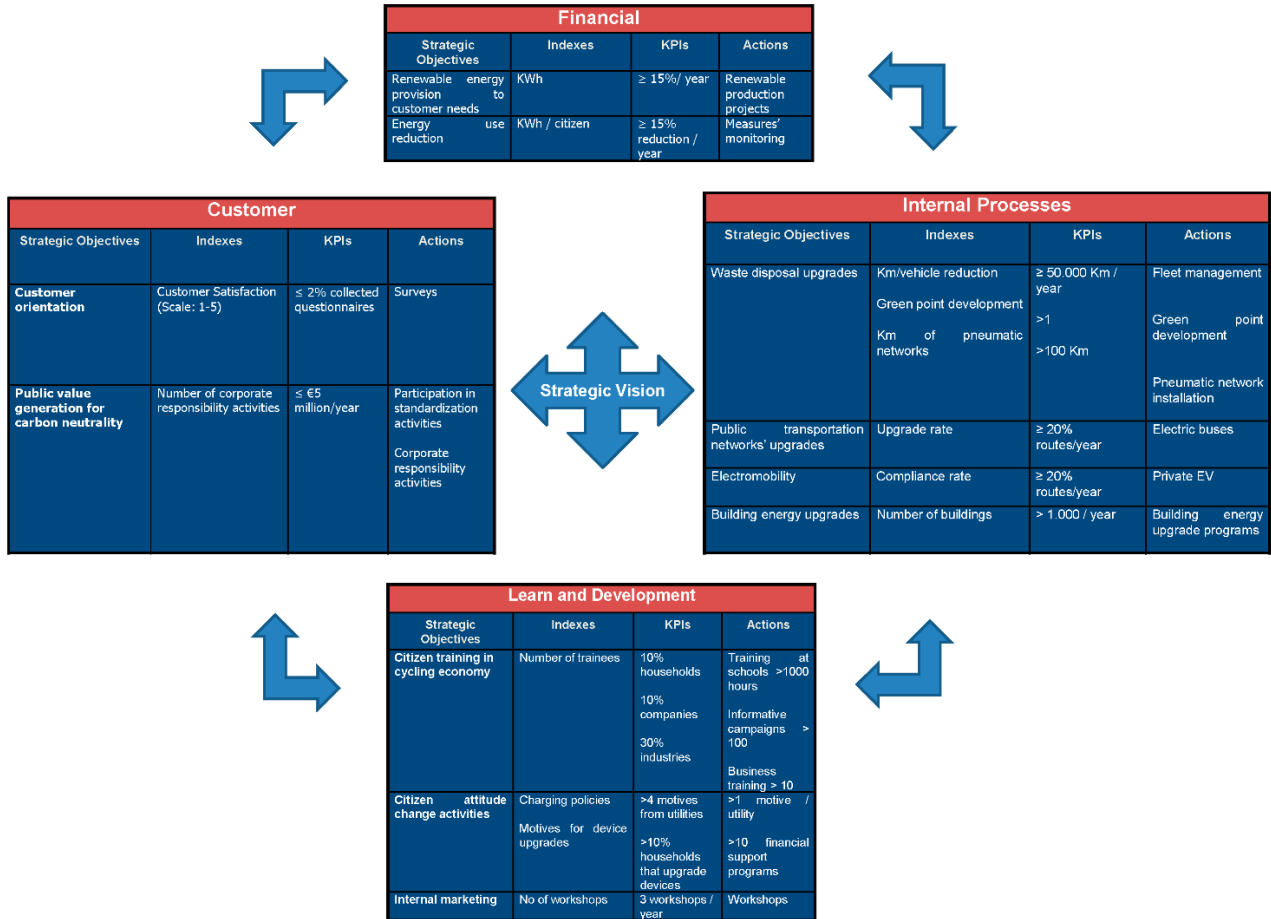 Financial
Strategic Objectives Indexes KPIs Actions
Renewable energy provision to customer needs KWh ≥ 15%/ year Renewable production projects
Energy use reduction KWh / citizen ≥ 15% reduction / year Measures' monitoring
Customer
Strategic Objectives Indexes KPIs Actions
Customer orientation Customer Satisfaction (Scale: 1-5) ≤ 2% collected questionnaires Surveys
Public value generation for carbon neutrality Number of corporate responsibility activities ≤ €5 million/year Participation in standardization activities
Corporate responsibility activities
Strategic Vision
Internal Processes
Strategic Objectives Indexes KPIs Actions
Waste disposal upgrades Km/vehicle reduction ≥ 50.000 Km / year Fleet management
Green point development >1 Green point development
Km of pneumatic networks >100 Km Pneumatic network installation
Public transportation networks' upgrades Upgrade rate ≥ 20% routes/year Electric buses
Electromobility Compliance rate ≥ 20% routes/year Private EV
Building energy upgrades Number of buildings > 1.000 / year Building energy upgrade programs
Learn and Development
Strategic Objectives Indexes KPIs Actions
Citizen training in cycling economy Number of trainees 10% households Training at schools >1000 hours
10% companies Informative campaigns > 100
30% industries Business training > 10
Citizen attitude change activities Charging policies >4 motives from utilities >1 motive / utility
Motives for device upgrades >10% households that upgrade devices >10 financial support programs
Internal marketing No of workshops 3 workshops / year Workshops